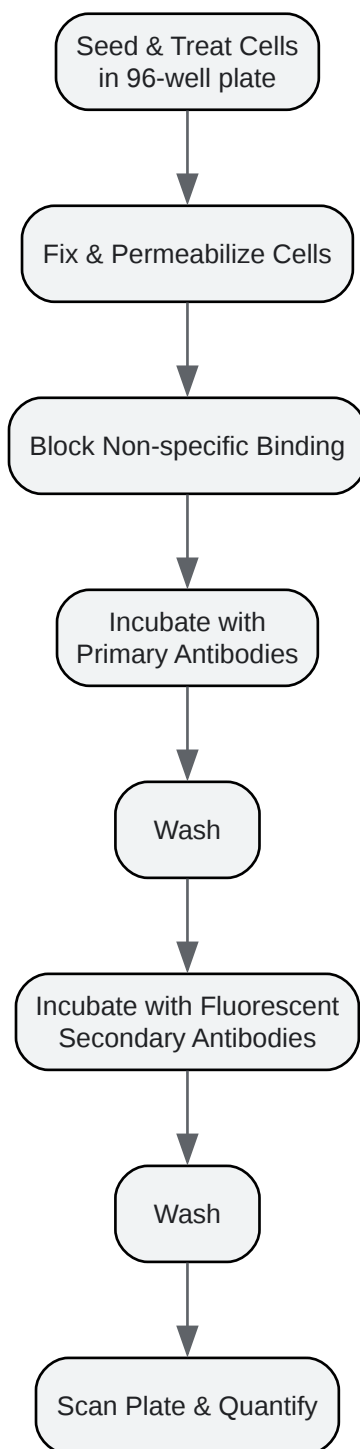 Seed & Treat Cells
in 96-well plate
Fix & Permeabilize Cells
Block Non-specific Binding
Incubate with
Primary Antibodies
Wash
Incubate with Fluorescent
Secondary Antibodies
Wash
Scan Plate & Quantify